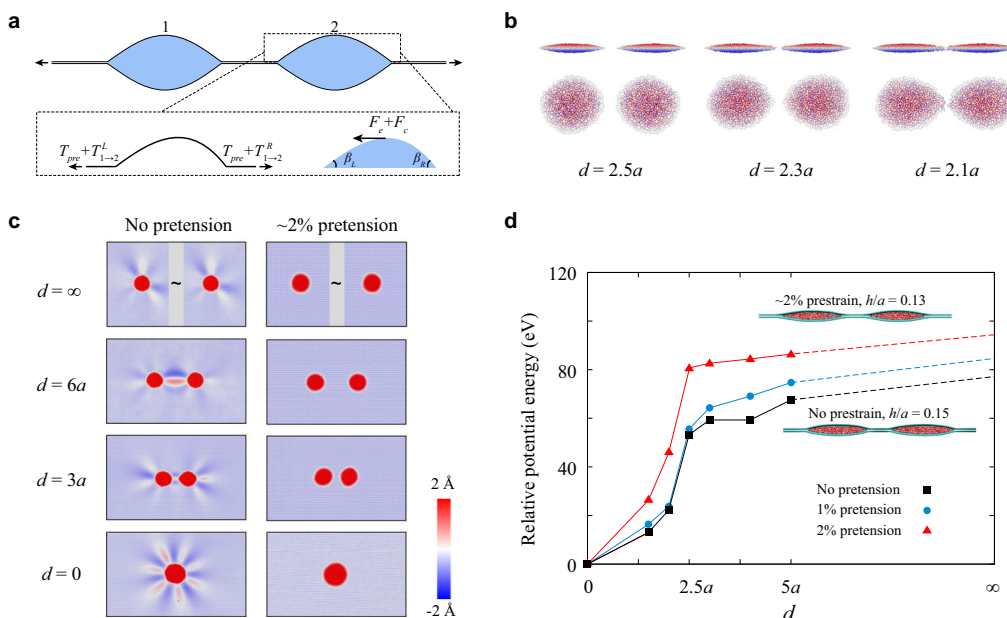 a
1
2
T_pre+T^L_1→2
T_pre+T^R_1→2
F_e+F_c
β_L
β_R
b
d = 2.5a
d = 2.3a
d = 2.1a
c
No pretension
~2% pretension
d = ∞
~
~
d = 6a
d = 3a
d = 0
2 Å
-2 Å
d
Relative potential energy (eV)
120
80
40
0
~2% prestrain, h/a = 0.13
No prestrain, h/a = 0.15
No pretension
1% pretension
2% pretension
0
2.5a
5a
∞
d